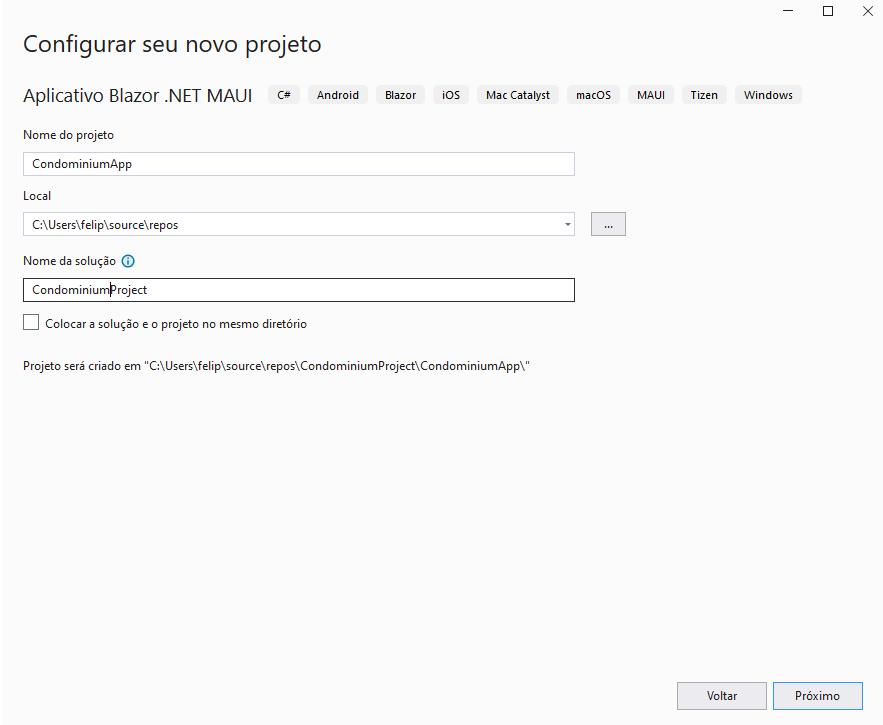 Configurar seu novo projeto
Aplicativo Blazor .NET MAUI C# Android Blazor iOS Mac Catalyst macOS MAUI Tizen Windows
Nome do projeto
CondominiumApp
Local
C:\Users\felip\source\repos
...
Nome da solução
CondominiumProject
Colocar a solução e o projeto no mesmo diretório
Projeto será criado em "C:\Users\felip\source\repos\CondominiumProject\CondominiumApp\"
Voltar Próximo